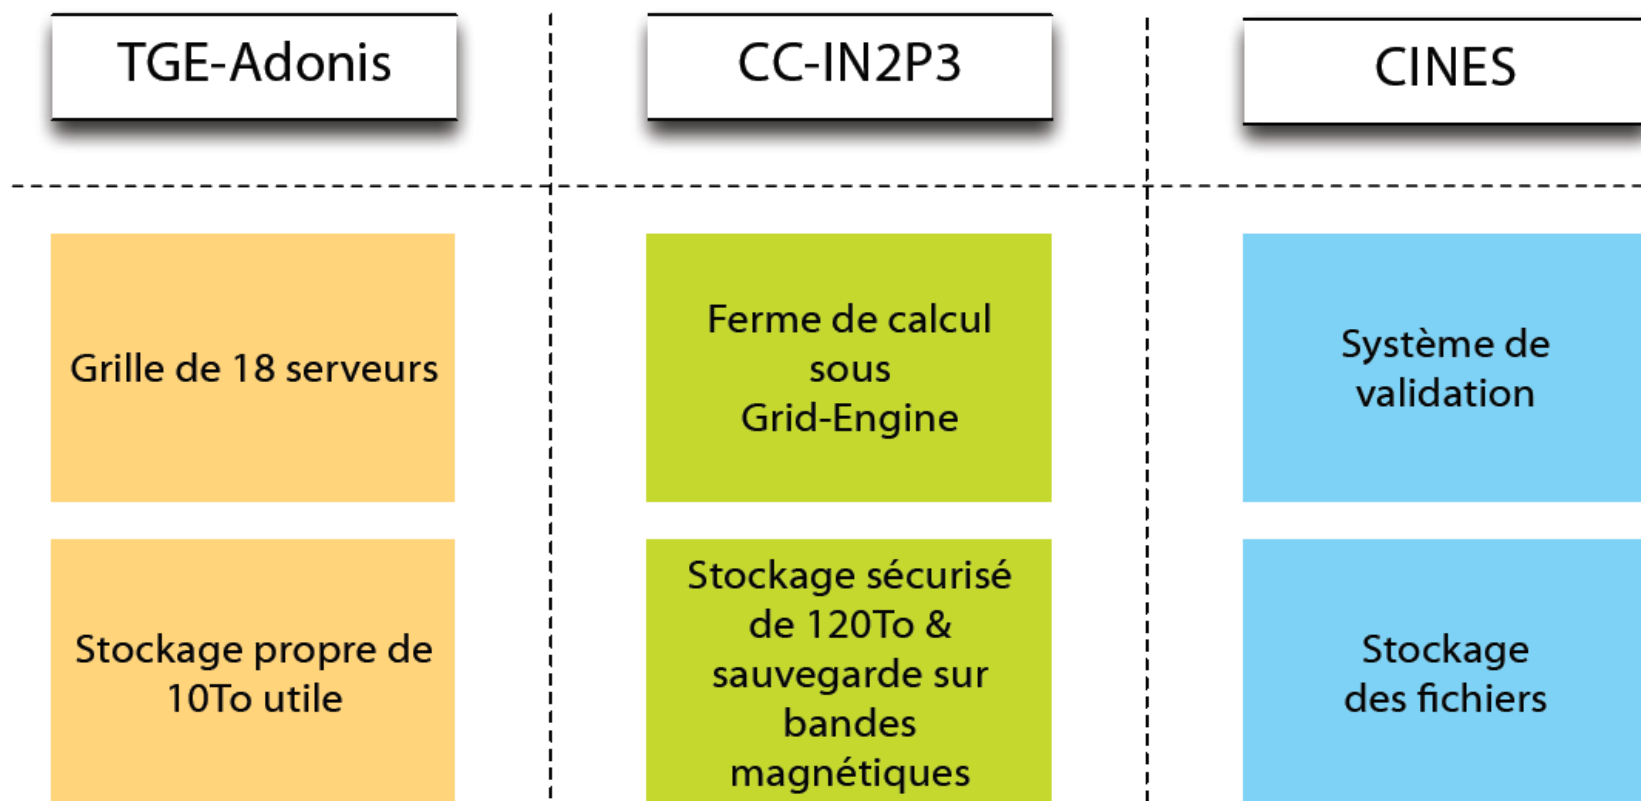 TGE-Adonis
CC-IN2P3
CINES
Grille de 18 serveurs
Ferme de calcul
sous
Grid-Engine
Système de
validation
Stockage propre de
10To utile
Stockage sécurisé
de 120To &
sauvegarde sur
bandes
magnétiques
Stockage
des fichiers